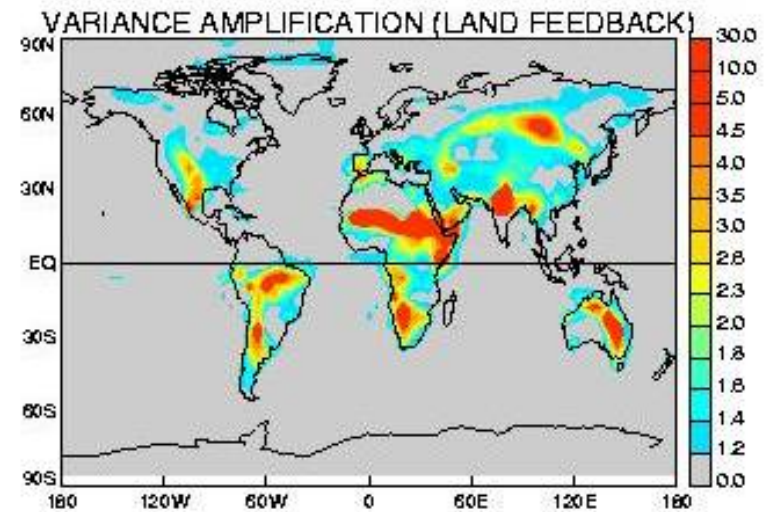 VARIANCE AMPLIFICATION (LAND FEEDBACK)
90N
60N
30N
EQ
30S
60S
90S
180 120W 60W 0 60E 120E 180
30.0
10.0
5.0
4.5
4.0
3.5
3.0
2.6
2.3
2.0
1.8
1.6
1.4
1.2
0.0